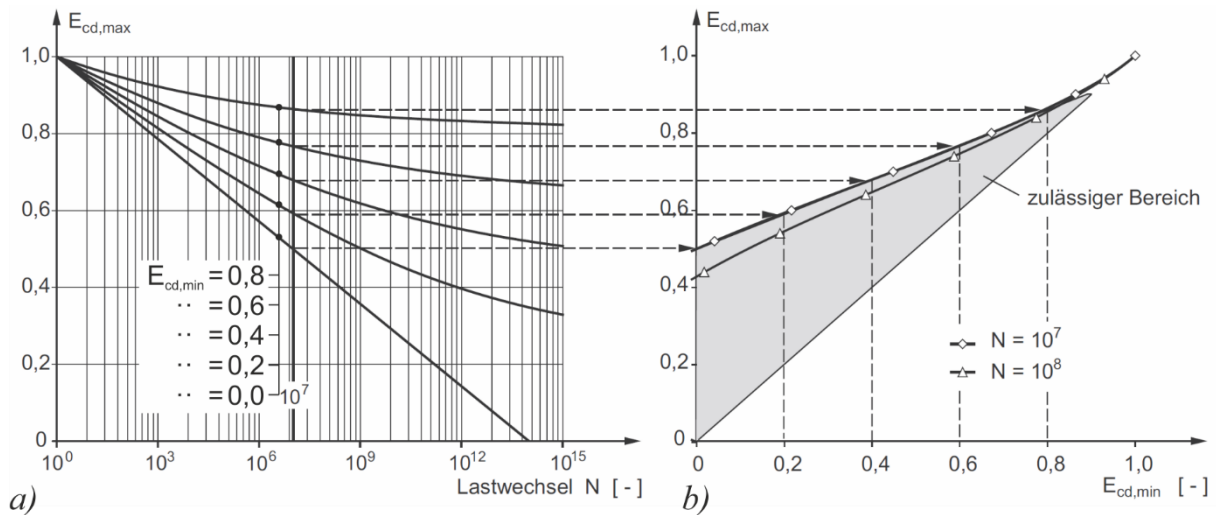 E_cd,max
1,0
0,8
0,6
0,4
0,2
0
E_cd,min = 0,8
·· = 0,6
·· = 0,4
·· = 0,2
·· = 0,0
10^7
10^0 10^3 10^6 10^9 10^12 10^15
Lastwechsel N [ - ]
a)
E_cd,max
1,0
0,8
0,6
0,4
0,2
0
zulässiger Bereich
N = 10^7
N = 10^8
0 0,2 0,4 0,6 0,8 1,0
E_cd,min [ - ]
b)